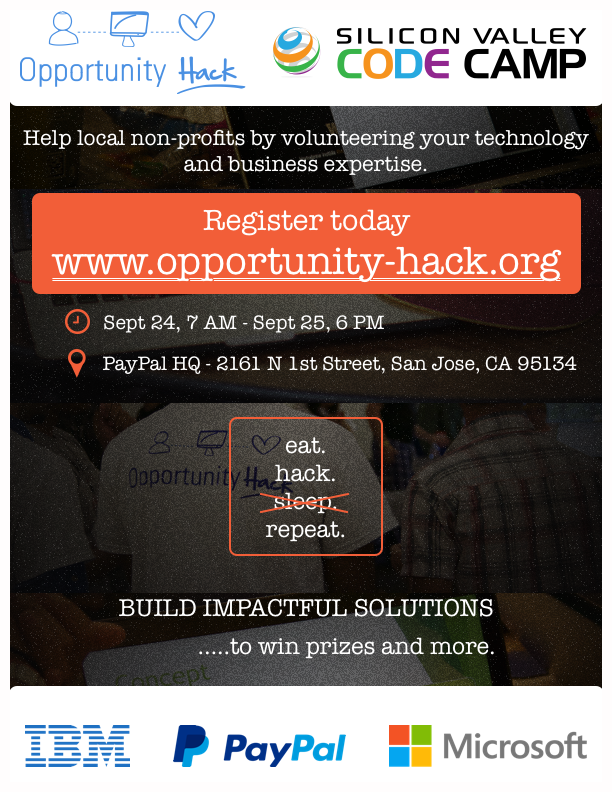 Opportunity Hack
SILICON VALLEY
CODE CAMP
Help local non-profits by volunteering your technology
and business expertise.
Register today
www.opportunity-hack.org
Sept 24, 7 AM - Sept 25, 6 PM
PayPal HQ - 2161 N 1st Street, San Jose, CA 95134
Opportunity Hack
eat.
hack.
sleep.
repeat.
BUILD IMPACTFUL SOLUTIONS
.....to win prizes and more.
Concept
IBM PayPal Microsoft